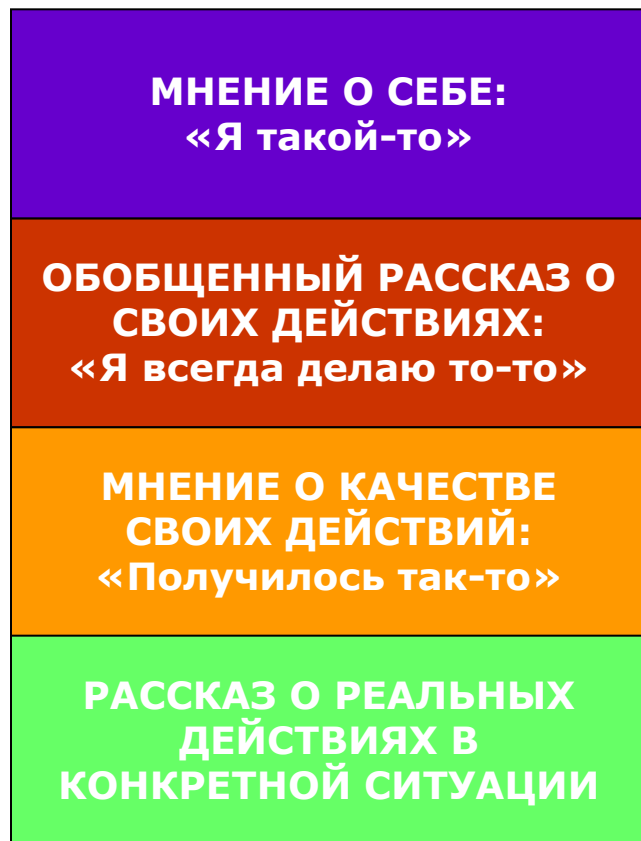 МНЕНИЕ О СЕБЕ:
«Я такой-то»
ОБОБЩЕННЫЙ РАССКАЗ О
СВОИХ ДЕЙСТВИЯХ:
«Я всегда делаю то-то»
МНЕНИЕ О КАЧЕСТВЕ
СВОИХ ДЕЙСТВИЙ:
«Получилось так-то»
РАССКАЗ О РЕАЛЬНЫХ
ДЕЙСТВИЯХ В
КОНКРЕТНОЙ СИТУАЦИИ